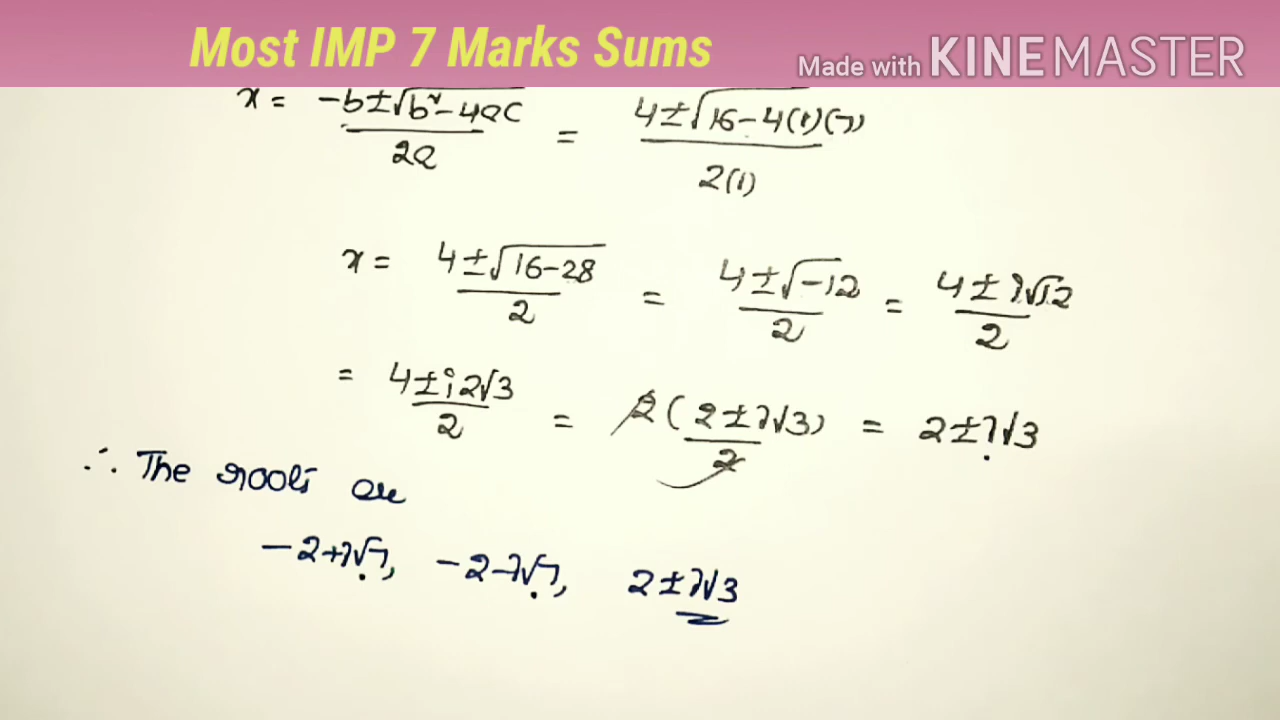 Most IMP 7 Marks Sums
Made with KINEMASTER
x = -b±√b²-4ac / 2a = 4±√16-4(1)(7) / 2(1)
x = 4±√16-28 / 2 = 4±√-12 / 2 = 4±i√12 / 2
= 4±i2√3 / 2 = 2(2±i√3) / 2 = 2±i√3
∴ The roots are
-2+i√7, -2-i√7, 2±i√3